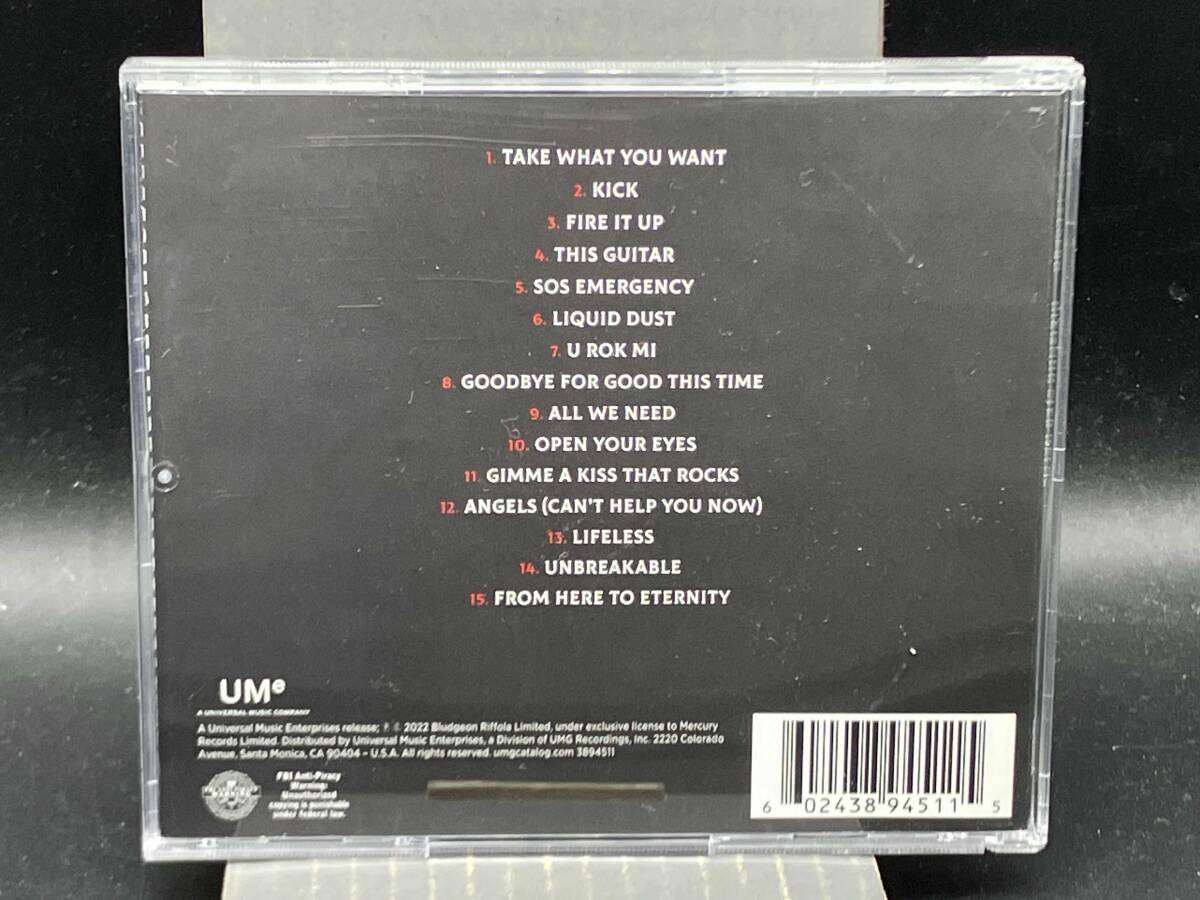 1. TAKE WHAT YOU WANT
2. KICK
3. FIRE IT UP
4. THIS GUITAR
5. SOS EMERGENCY
6. LIQUID DUST
7. U ROK MI
8. GOODBYE FOR GOOD THIS TIME
9. ALL WE NEED
10. OPEN YOUR EYES
11. GIMME A KISS THAT ROCKS
12. ANGELS (CAN'T HELP YOU NOW)
13. LIFELESS
14. UNBREAKABLE
15. FROM HERE TO ETERNITY
UMe
A UNIVERSAL MUSIC COMPANY
A Universal Music Enterprises release; ℗ © 2022 Bludgeon Riffola Limited, under exclusive license to Mercury
Records Limited. Distributed by Universal Music Enterprises, a Division of UMG Recordings, Inc. 2220 Colorado
Avenue, Santa Monica, CA 90404 – U.S.A. All rights reserved. umgcatalog.com 3894511
FBI Anti-Piracy
Warning:
Unauthorized
copying is punishable
under federal law.
6 02438 94511 5